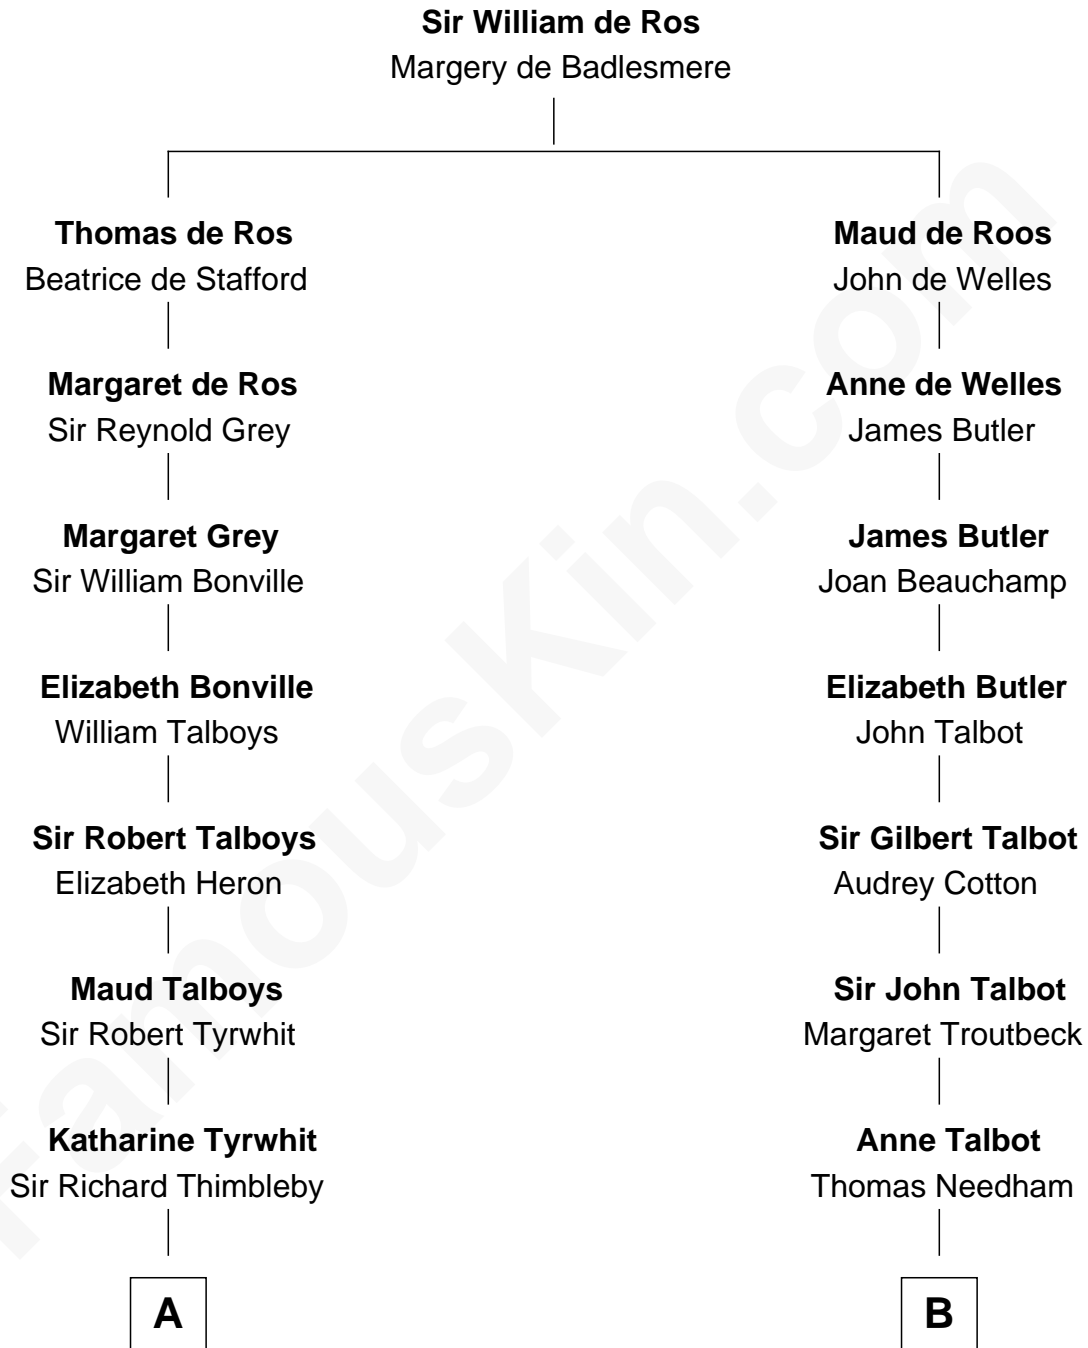 Sir William de Ros
Margery de Badlesmere
Thomas de Ros
Beatrice de Stafford
Margaret de Ros
Sir Reynold Grey
Margaret Grey
Sir William Bonville
Elizabeth Bonville
William Talboys
Sir Robert Talboys
Elizabeth Heron
Maud Talboys
Sir Robert Tyrwhit
Katharine Tyrwhit
Sir Richard Thimbleby
A
Maud de Roos
John de Welles
Anne de Welles
James Butler
James Butler
Joan Beauchamp
Elizabeth Butler
John Talbot
Sir Gilbert Talbot
Audrey Cotton
Sir John Talbot
Margaret Troutbeck
Anne Talbot
Thomas Needham
B
FamousKin.com